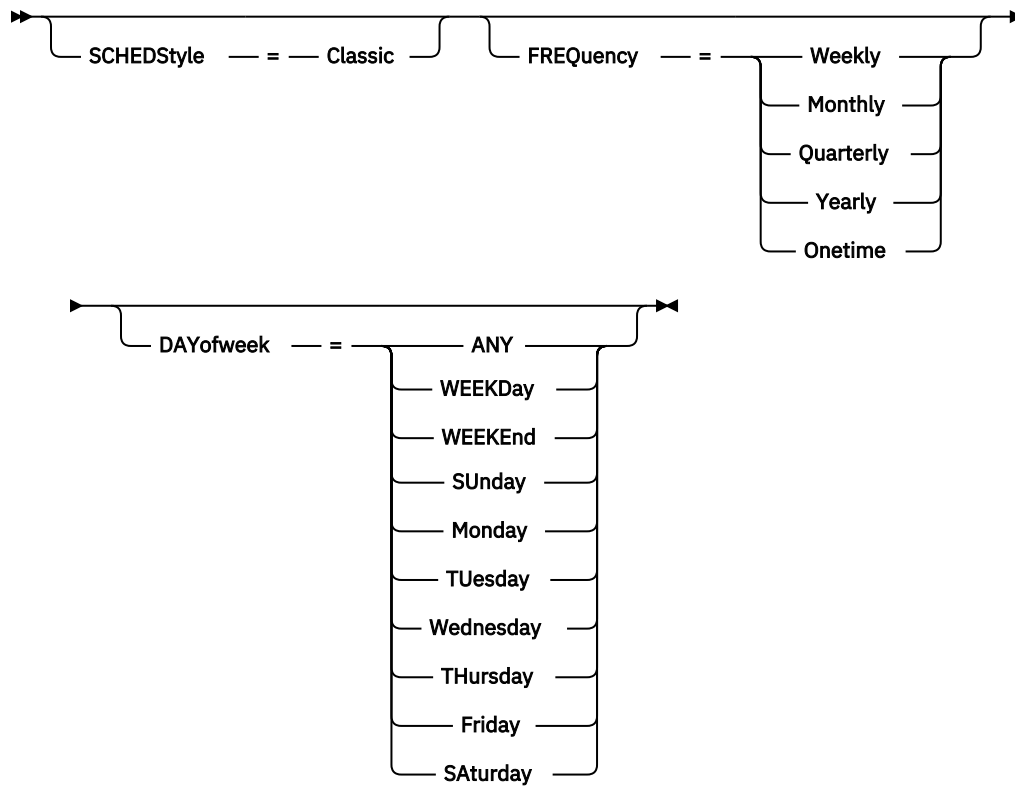 SCHEDStyle = Classic FREQuency = Weekly
Monthly
Quarterly
Yearly
Onetime
DAYofweek = ANY
WEEKDay
WEEKEnd
SUnday
Monday
TUesday
Wednesday
THursday
Friday
SAturday